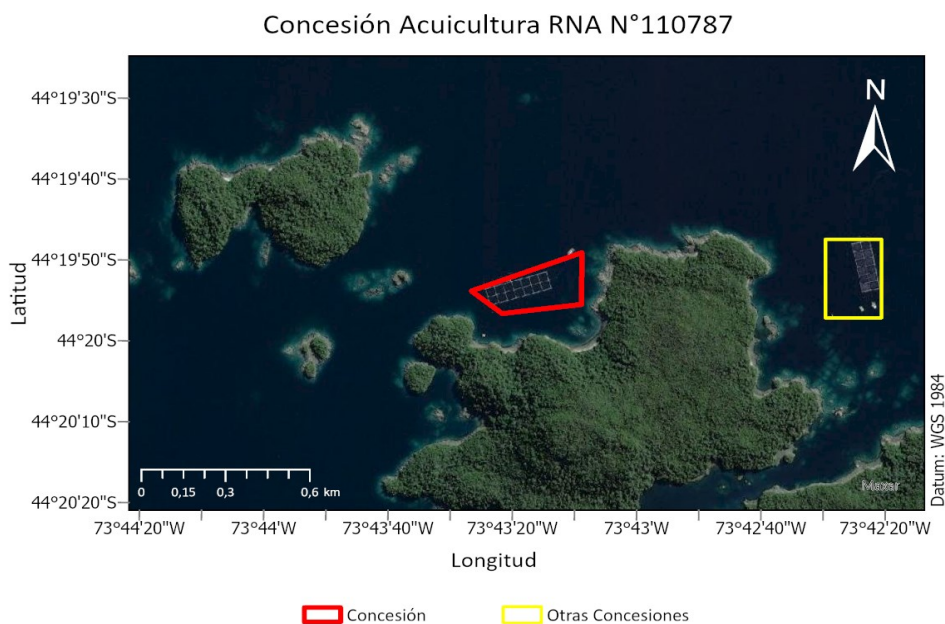 Concesión Acuicultura RNA N°110787
44°19'30"S
44°19'40"S
44°19'50"S
44°20'S
44°20'10"S
44°20'20"S
Latitud
N
Datum: WGS 1984
0 0,15 0,3 0,6 km
Maxar
73°44'20"W 73°44'W 73°43'40"W 73°43'20"W 73°43'W 73°42'40"W 73°42'20"W
Longitud
Concesión Otras Concesiones